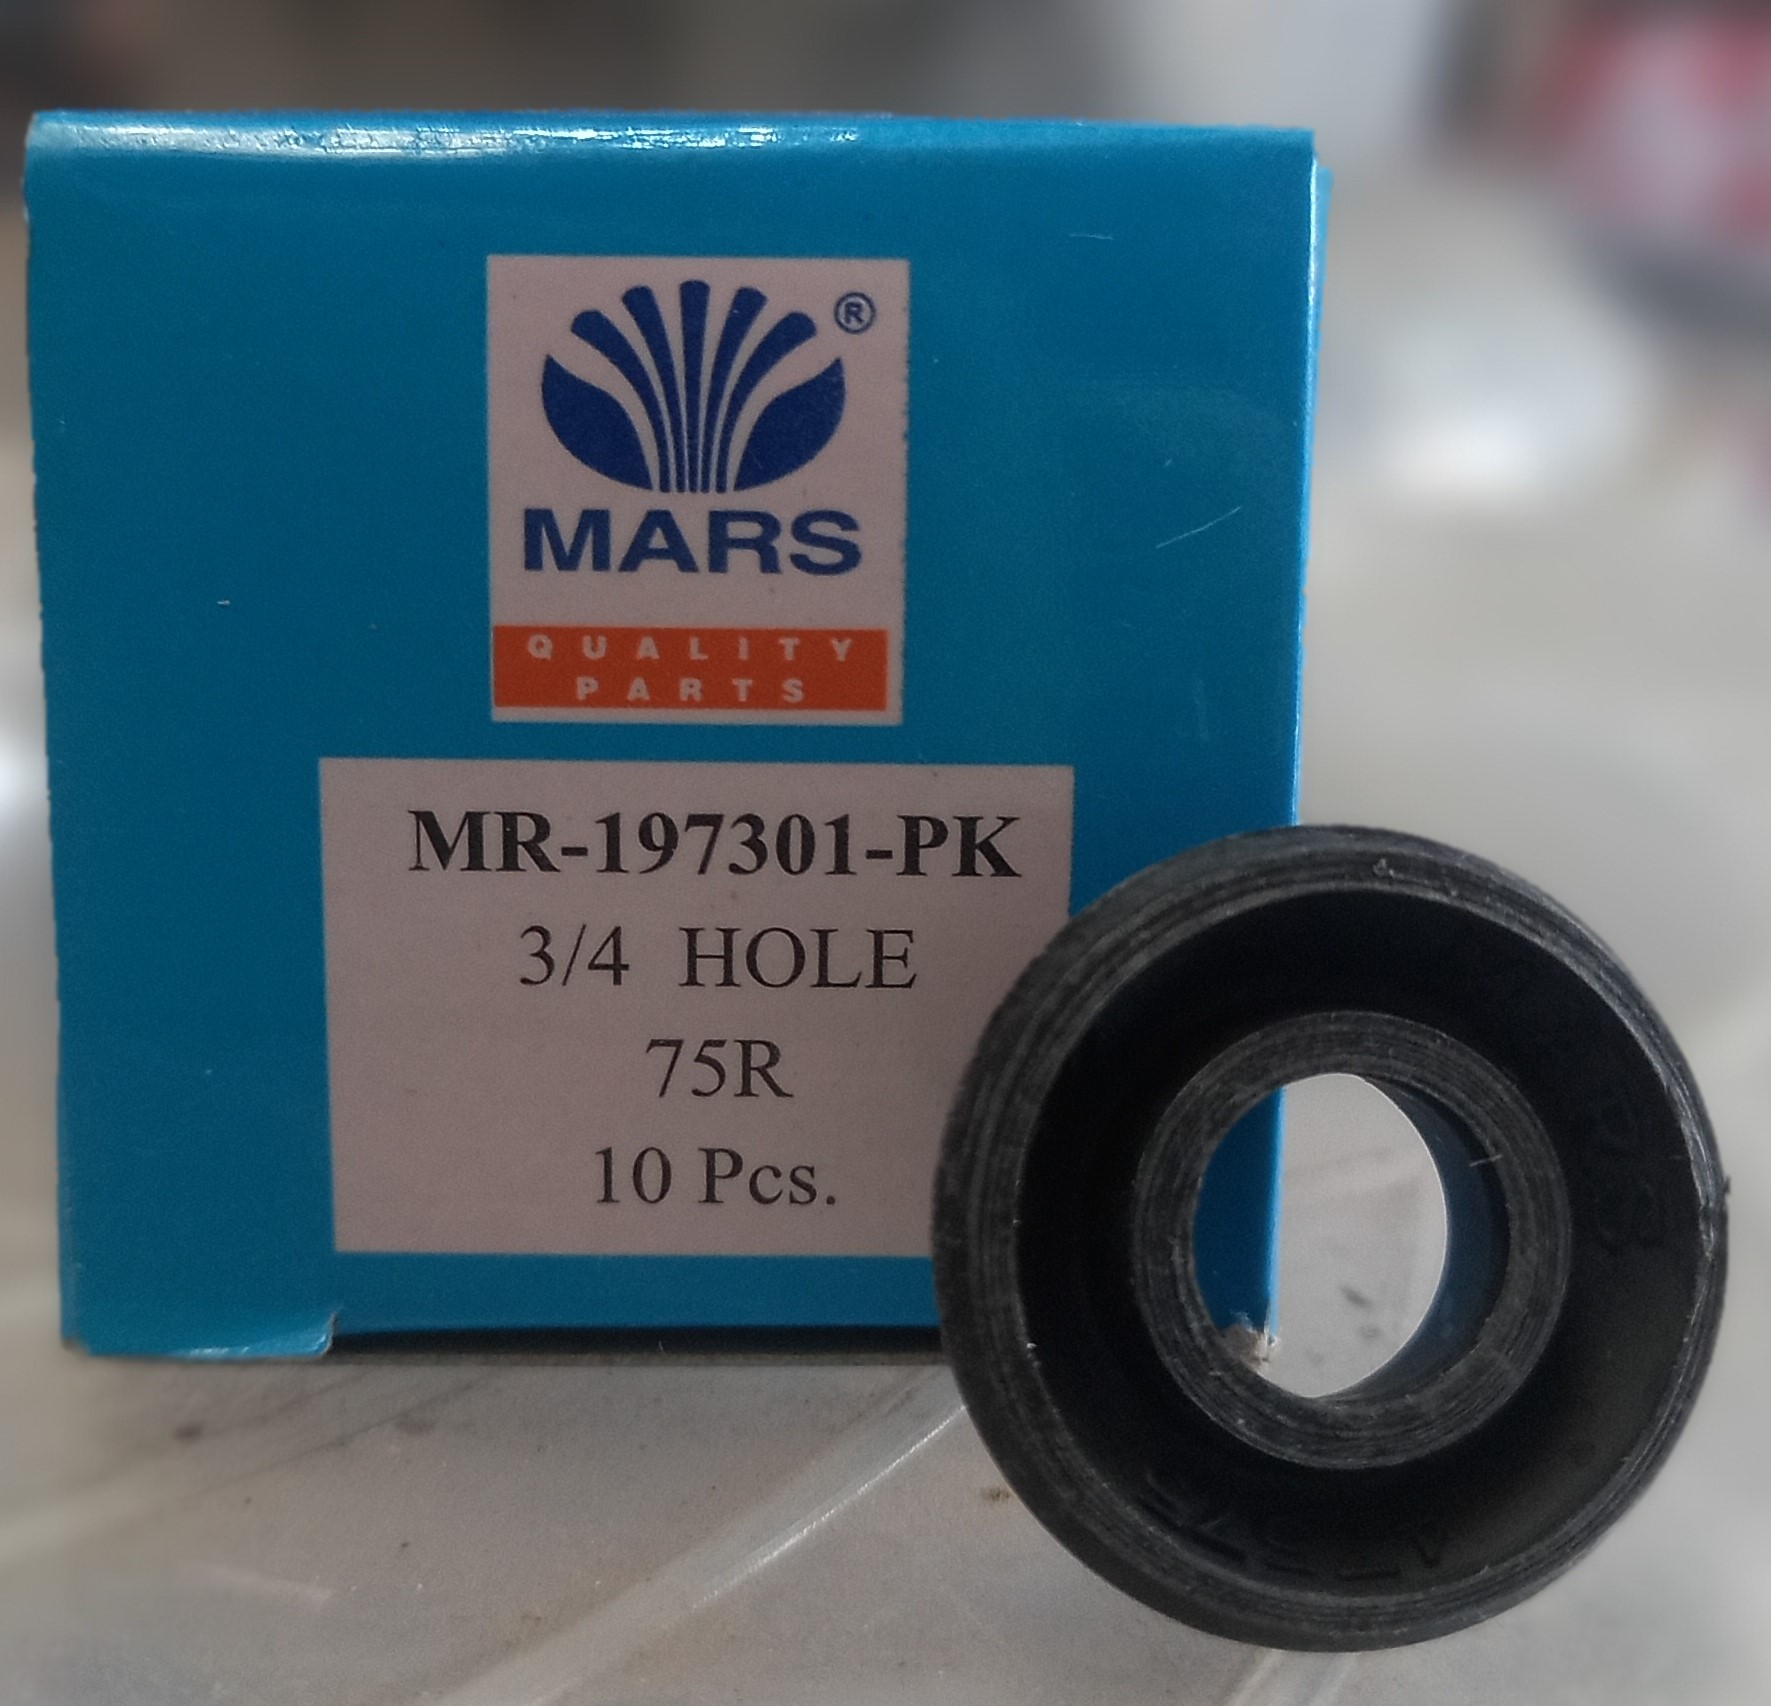 ®
MARS
QUALITY
PARTS
MR-197301-PK
3/4 HOLE
75R
10 Pcs.